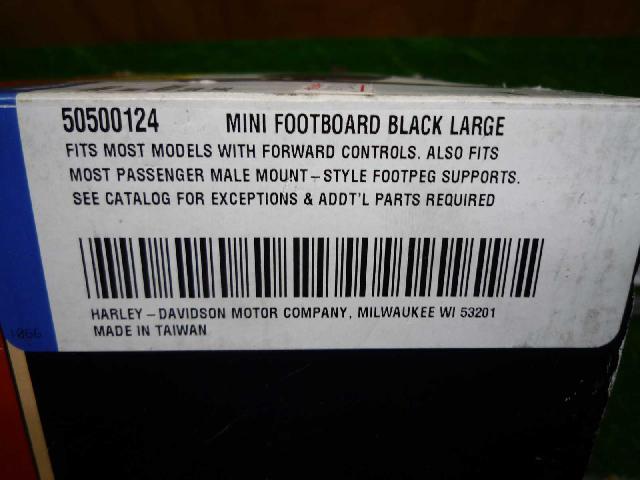 50500124 MINI FOOTBOARD BLACK LARGE
FITS MOST MODELS WITH FORWARD CONTROLS. ALSO FITS
MOST PASSENGER MALE MOUNT-STYLE FOOTPEG SUPPORTS.
SEE CATALOG FOR EXCEPTIONS & ADDT'L PARTS REQUIRED
HARLEY-DAVIDSON MOTOR COMPANY, MILWAUKEE WI 53201
MADE IN TAIWAN
1066